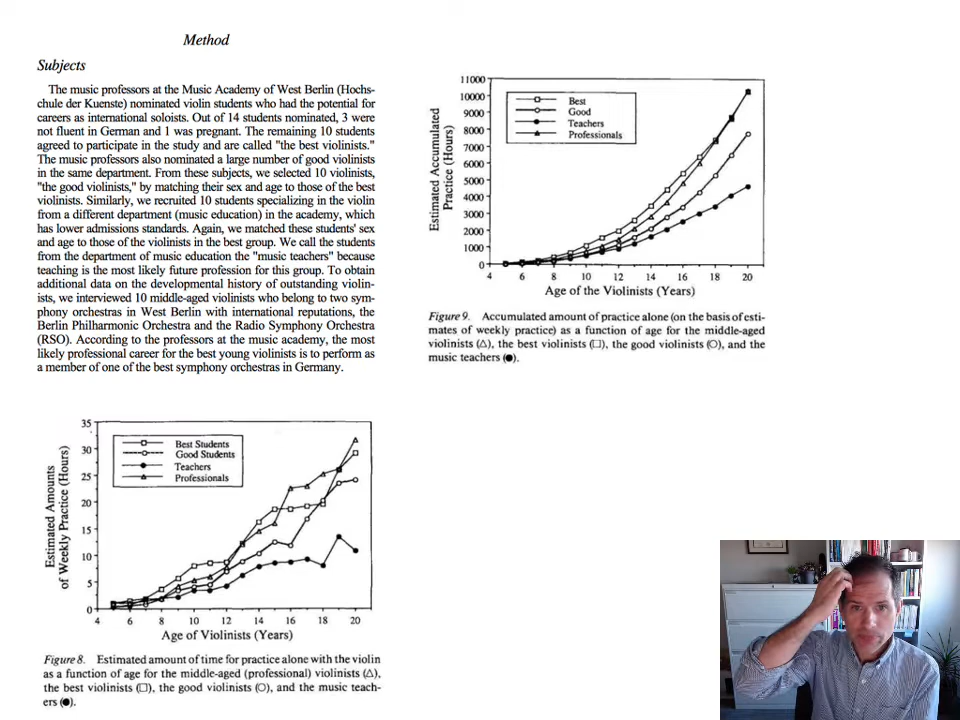 Method
Subjects
The music professors at the Music Academy of West Berlin (Hochs-
chule der Kuenste) nominated violin students who had the potential for
careers as international soloists. Out of 14 students nominated, 3 were
not fluent in German and 1 was pregnant. The remaining 10 students
agreed to participate in the study and are called "the best violinists."
The music professors also nominated a large number of good violinists
in the same department. From these subjects, we selected 10 violinists,
"the good violinists," by matching their sex and age to those of the best
violinists. Similarly, we recruited 10 students specializing in the violin
from a different department (music education) in the academy, which
has lower admissions standards. Again, we matched these students' sex
and age to those of the violinists in the best group. We call the students
from the department of music education the "music teachers" because
teaching is the most likely future profession for this group. To obtain
additional data on the developmental history of outstanding violin-
ists, we interviewed 10 middle-aged violinists who belong to two sym-
phony orchestras in West Berlin with international reputations, the
Berlin Philharmonic Orchestra and the Radio Symphony Orchestra
(RSO). According to the professors at the music academy, the most
likely professional career for the best young violinists is to perform as
a member of one of the best symphony orchestras in Germany.
Estimated Accumulated
Practice (Hours)
11000
10000
9000
8000
7000
6000
5000
4000
3000
2000
1000
0
Best
Good
Teachers
Professionals
4 6 8 10 12 14 16 18 20
Age of the Violinists (Years)
Figure 9. Accumulated amount of practice alone (on the basis of esti-
mates of weekly practice) as a function of age for the middle-aged
violinists (△), the best violinists (□), the good violinists (○), and the
music teachers (●).
Estimated Amounts
of Weekly Practice (Hours)
35
30
25
20
15
10
5
0
Best Students
Good Students
Teachers
Professionals
4 6 8 10 12 14 16 18 20
Age of Violinists (Years)
Figure 8. Estimated amount of time for practice alone with the violin
as a function of age for the middle-aged (professional) violinists (△),
the best violinists (□), the good violinists (○), and the music teach-
ers (●).